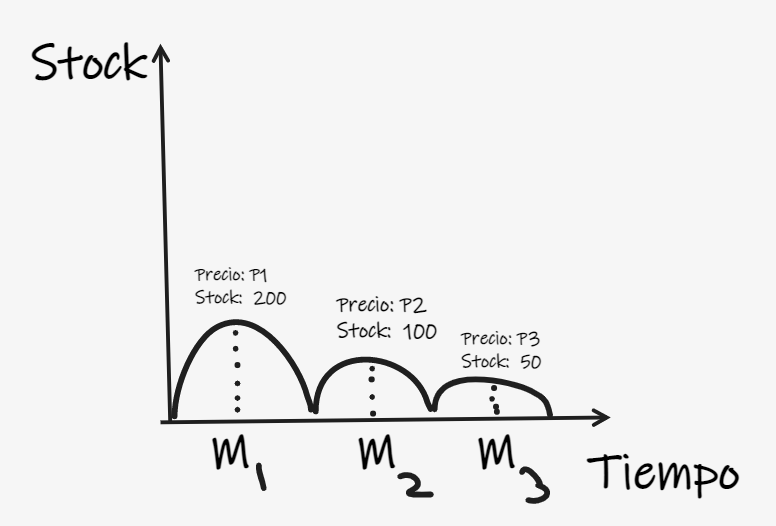 Stock
Precio: P1
Stock: 200
Precio: P2
Stock: 100
Precio: P3
Stock: 50
M1
M2
M3
Tiempo